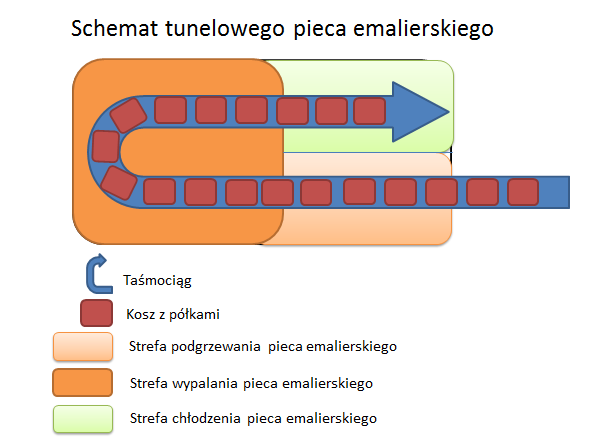 Schemat tunelowego pieca emalierskiego
Taśmociąg
Kosz z półkami
Strefa podgrzewania pieca emalierskiego
Strefa wypalania pieca emalierskiego
Strefa chłodzenia pieca emalierskiego